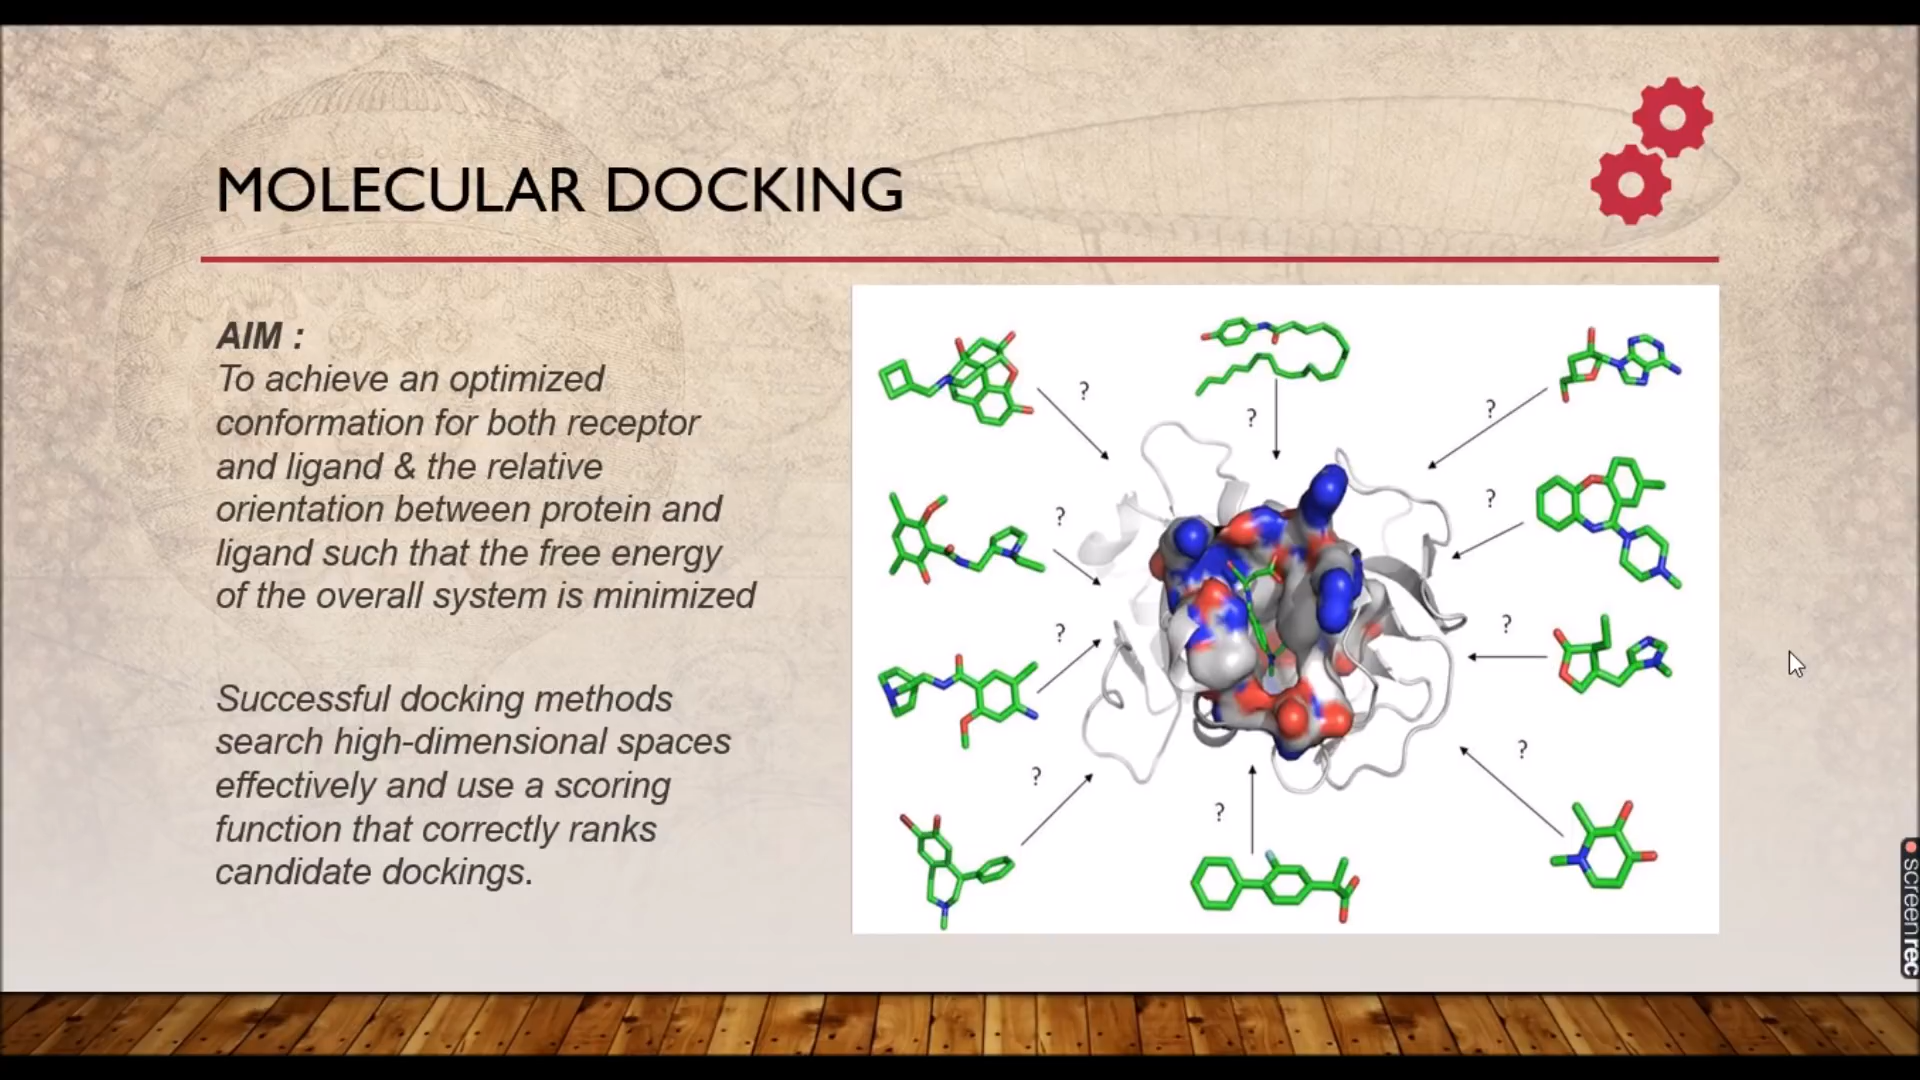 MOLECULAR DOCKING
AIM :
To achieve an optimized
conformation for both receptor
and ligand & the relative
orientation between protein and
ligand such that the free energy
of the overall system is minimized
Successful docking methods
search high-dimensional spaces
effectively and use a scoring
function that correctly ranks
candidate dockings.
?
?
?
?
?
?
?
?
?
?
?
screenrec